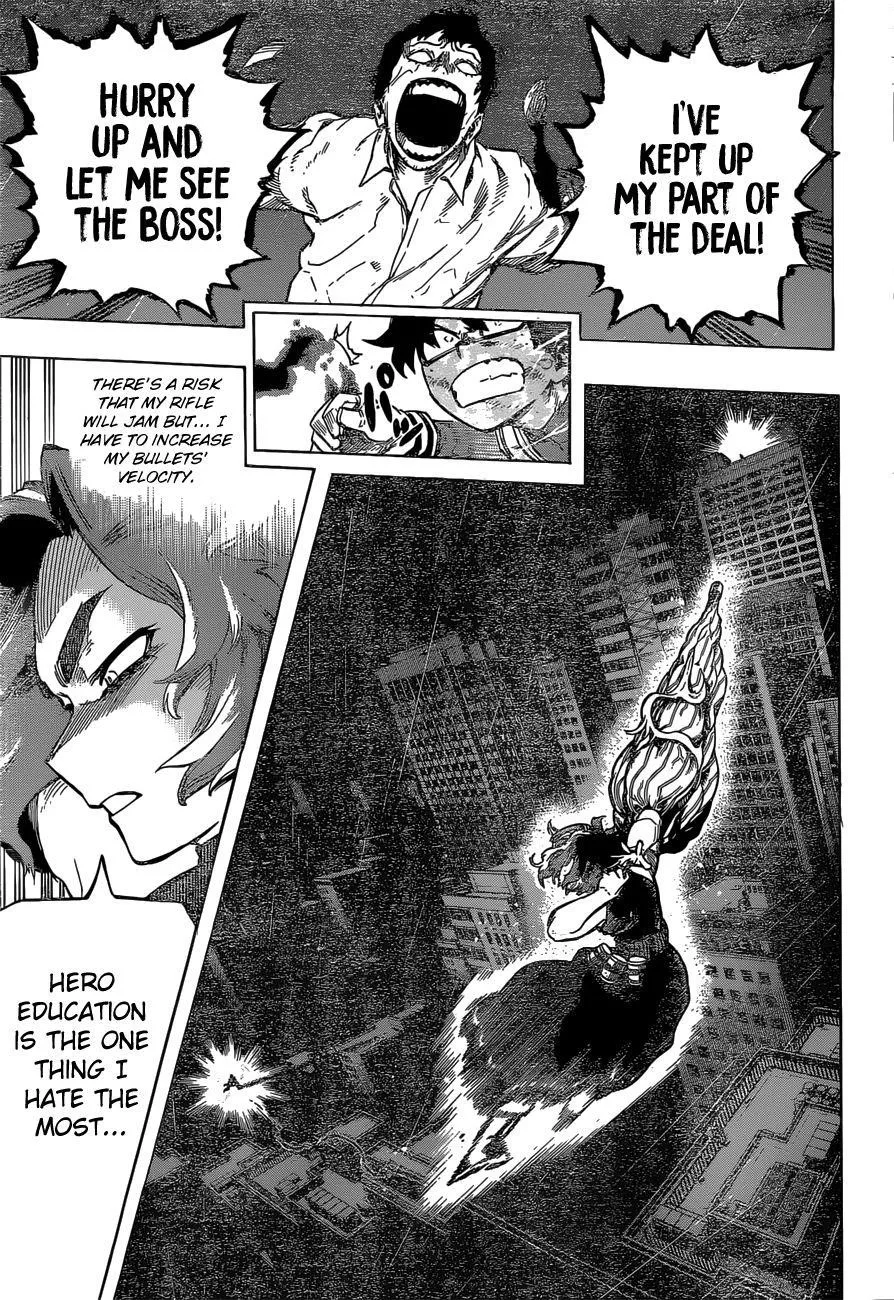 I'VE
KEPT UP
MY PART OF
THE DEAL!
HURRY
UP AND
LET ME SEE
THE BOSS!
THERE'S A RISK
THAT MY RIFLE
WILL JAM BUT... I
HAVE TO INCREASE
MY BULLETS'
VELOCITY.
HERO
EDUCATION
IS THE ONE
THING I
HATE THE
MOST...